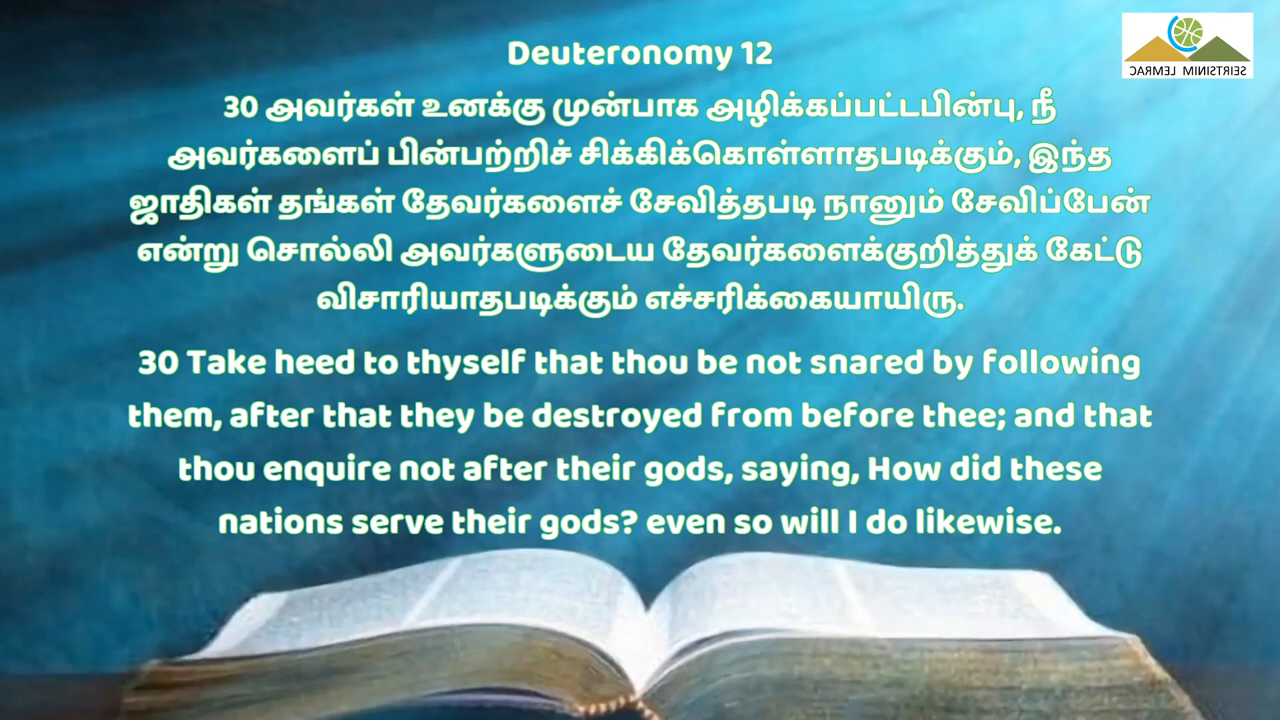 Deuteronomy 12
CARMEL MINISTRIES
30 அவர்கள் உனக்கு முன்பாக அழிக்கப்பட்டபின்பு, நீ
அவர்களைப் பின்பற்றிச் சிக்கிக்கொள்ளாதபடிக்கும், இந்த
ஜாதிகள் தங்கள் தேவர்களைச் சேவித்தபடி நானும் சேவிப்பேன்
என்று சொல்லி அவர்களுடைய தேவர்களைக்குறித்துக் கேட்டு
விசாரியாதபடிக்கும் எச்சரிக்கையாயிரு.
30 Take heed to thyself that thou be not snared by following
them, after that they be destroyed from before thee; and that
thou enquire not after their gods, saying, How did these
nations serve their gods? even so will I do likewise.